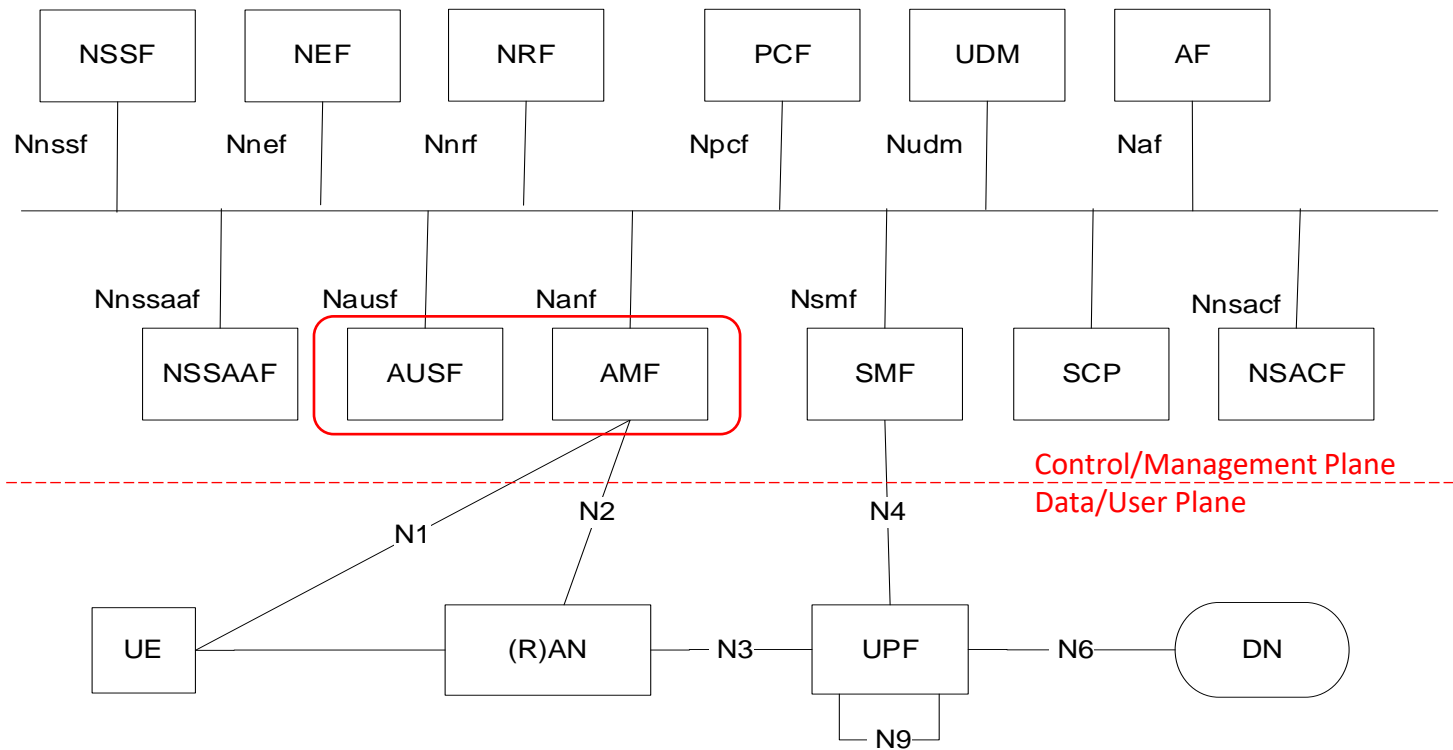 NSSF
NEF
NRF
PCF
UDM
AF
Nnssf
Nnef
Nnrf
Npcf
Nudm
Naf
Nnssaaf
Nausf
Nanf
Nsmf
Nnsacf
NSSAAF
AUSF
AMF
SMF
SCP
NSACF
Control/Management Plane
Data/User Plane
N1
N2
N4
UE
(R)AN
N3
UPF
N6
DN
N9